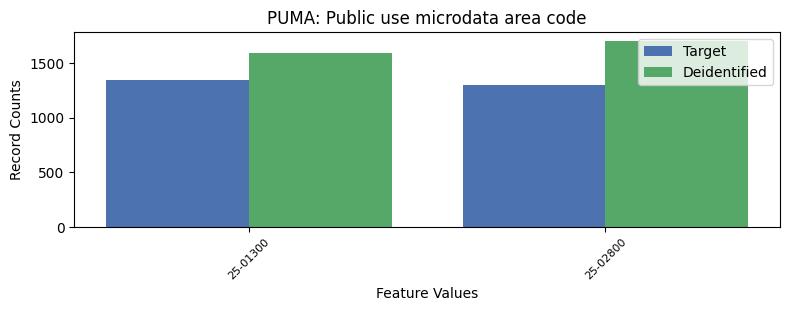 PUMA: Public use microdata area code
Target
Deidentified
Record Counts
1500
1000
500
0
25-01300
25-02800
Feature Values